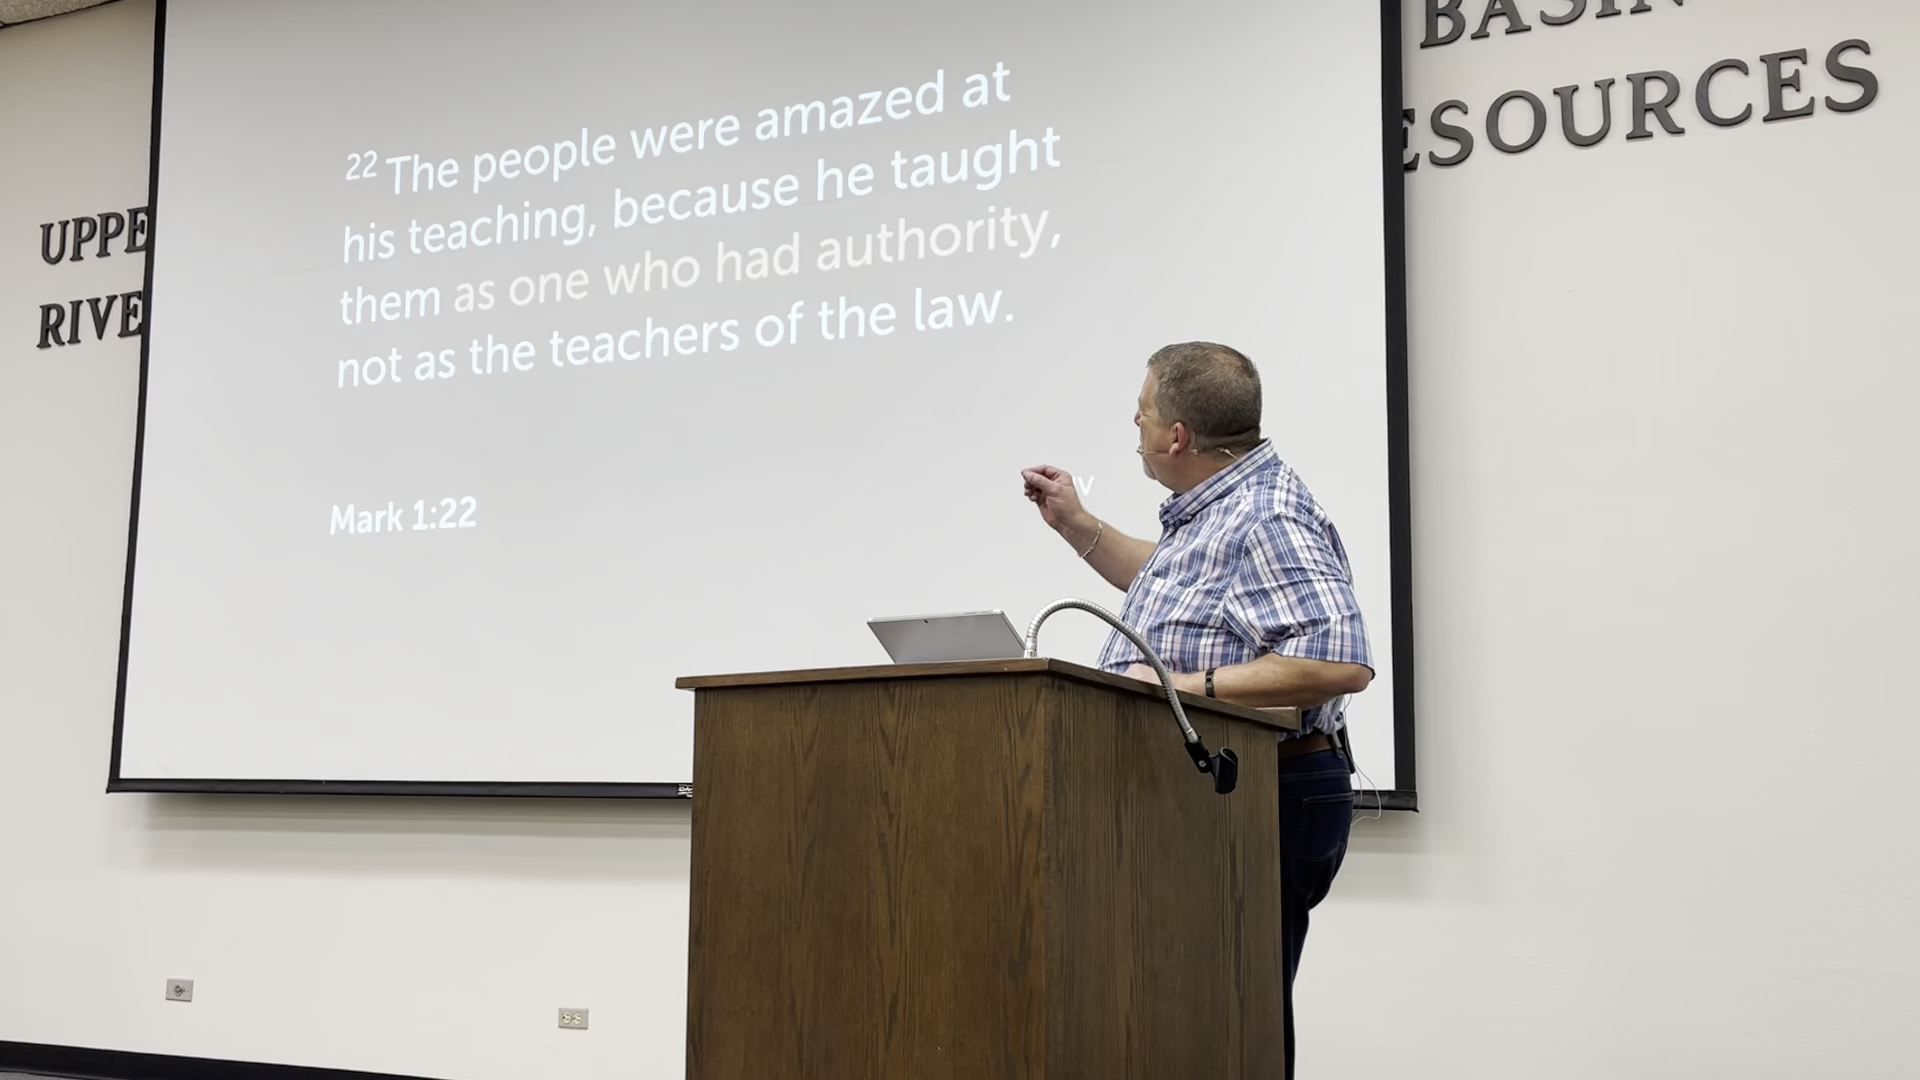 BASIN
ESOURCES
UPPE
RIVE
22 The people were amazed at
his teaching, because he taught
them as one who had authority,
not as the teachers of the law.
Mark 1:22